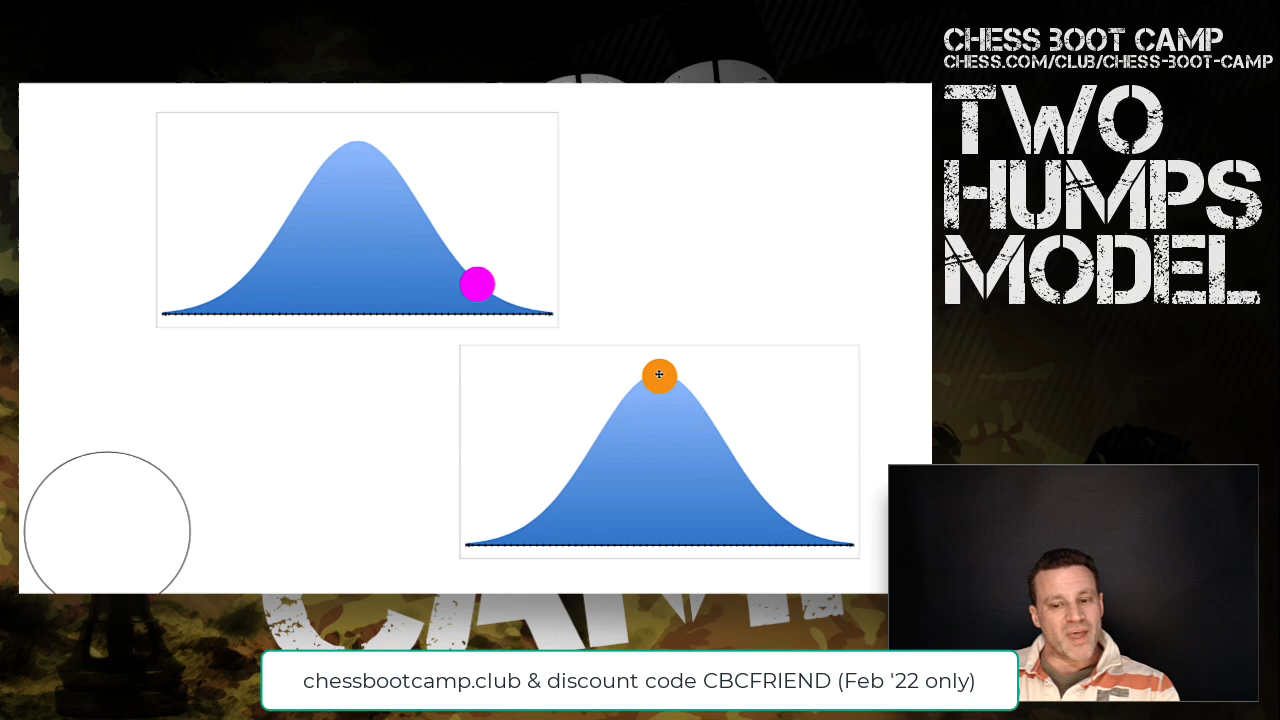 CHESS BOOT CAMP
CHESS.COM/CLUB/CHESS-BOOT-CAMP
TWO
HUMPS
MODEL
chessbootcamp.club & discount code CBCFRIEND (Feb '22 only)